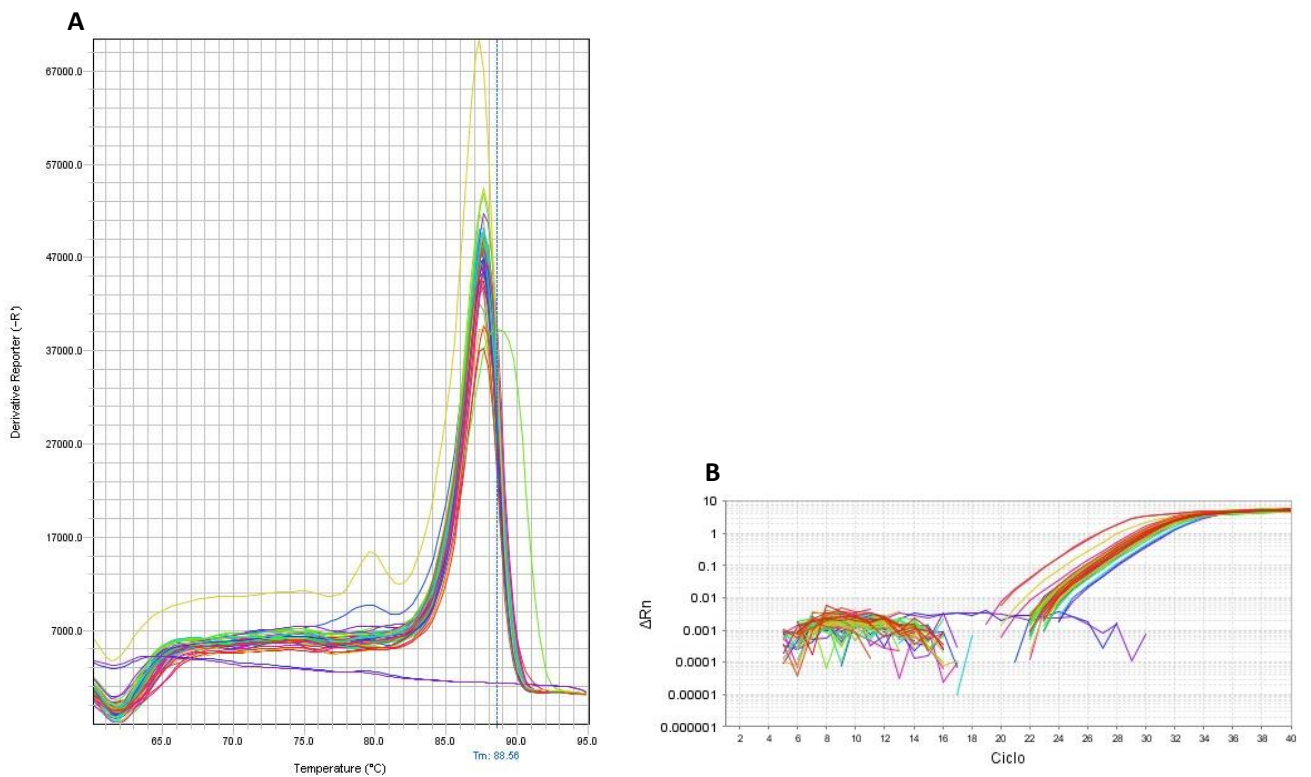 A
67000.0
57000.0
47000.0
37000.0
27000.0
17000.0
7000.0
Derivative Reporter (-R')
65.0 70.0 75.0 80.0 85.0 90.0 95.0
Tm: 88.56
Temperature (°C)
B
10
1
0.1
0.01
0.001
0.0001
0.00001
0.000001
ΔRn
2 4 6 8 10 12 14 16 18 20 22 24 26 28 30 32 34 36 38 40
Ciclo